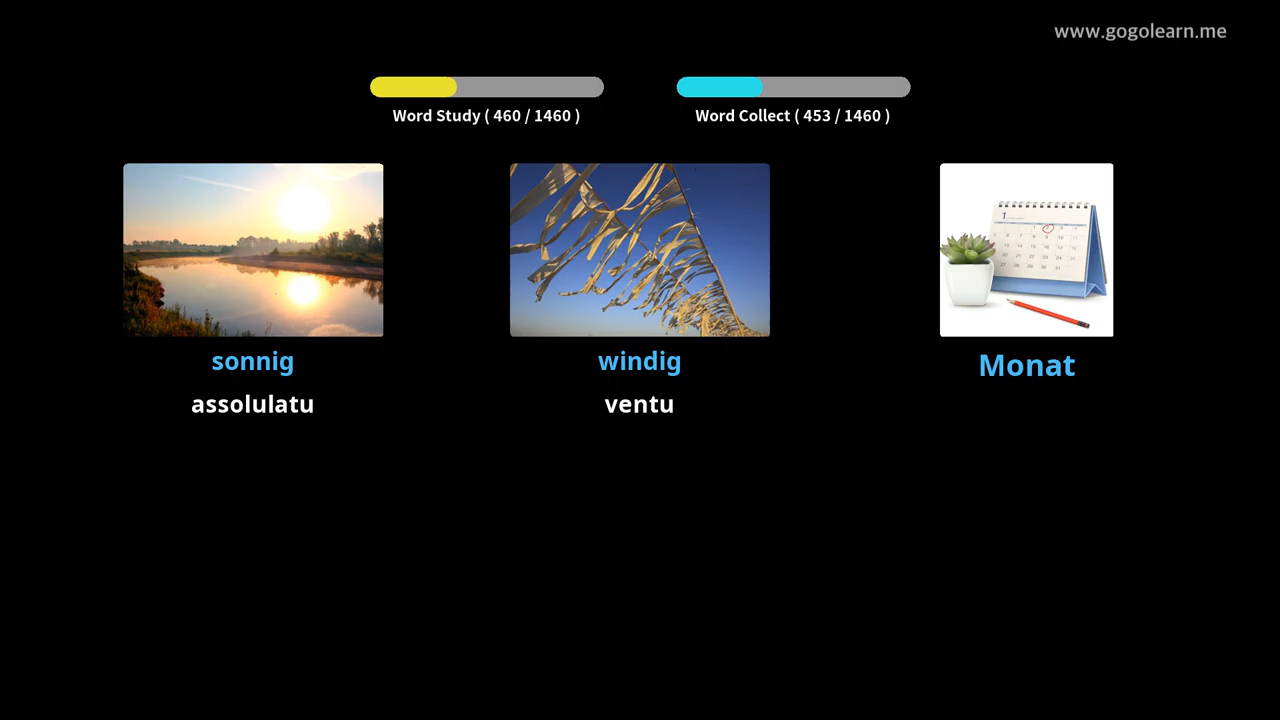 www.gogolearn.me
Word Study ( 460 / 1460 )
Word Collect ( 453 / 1460 )
sonnig
windig
Monat
assolulatu
ventu